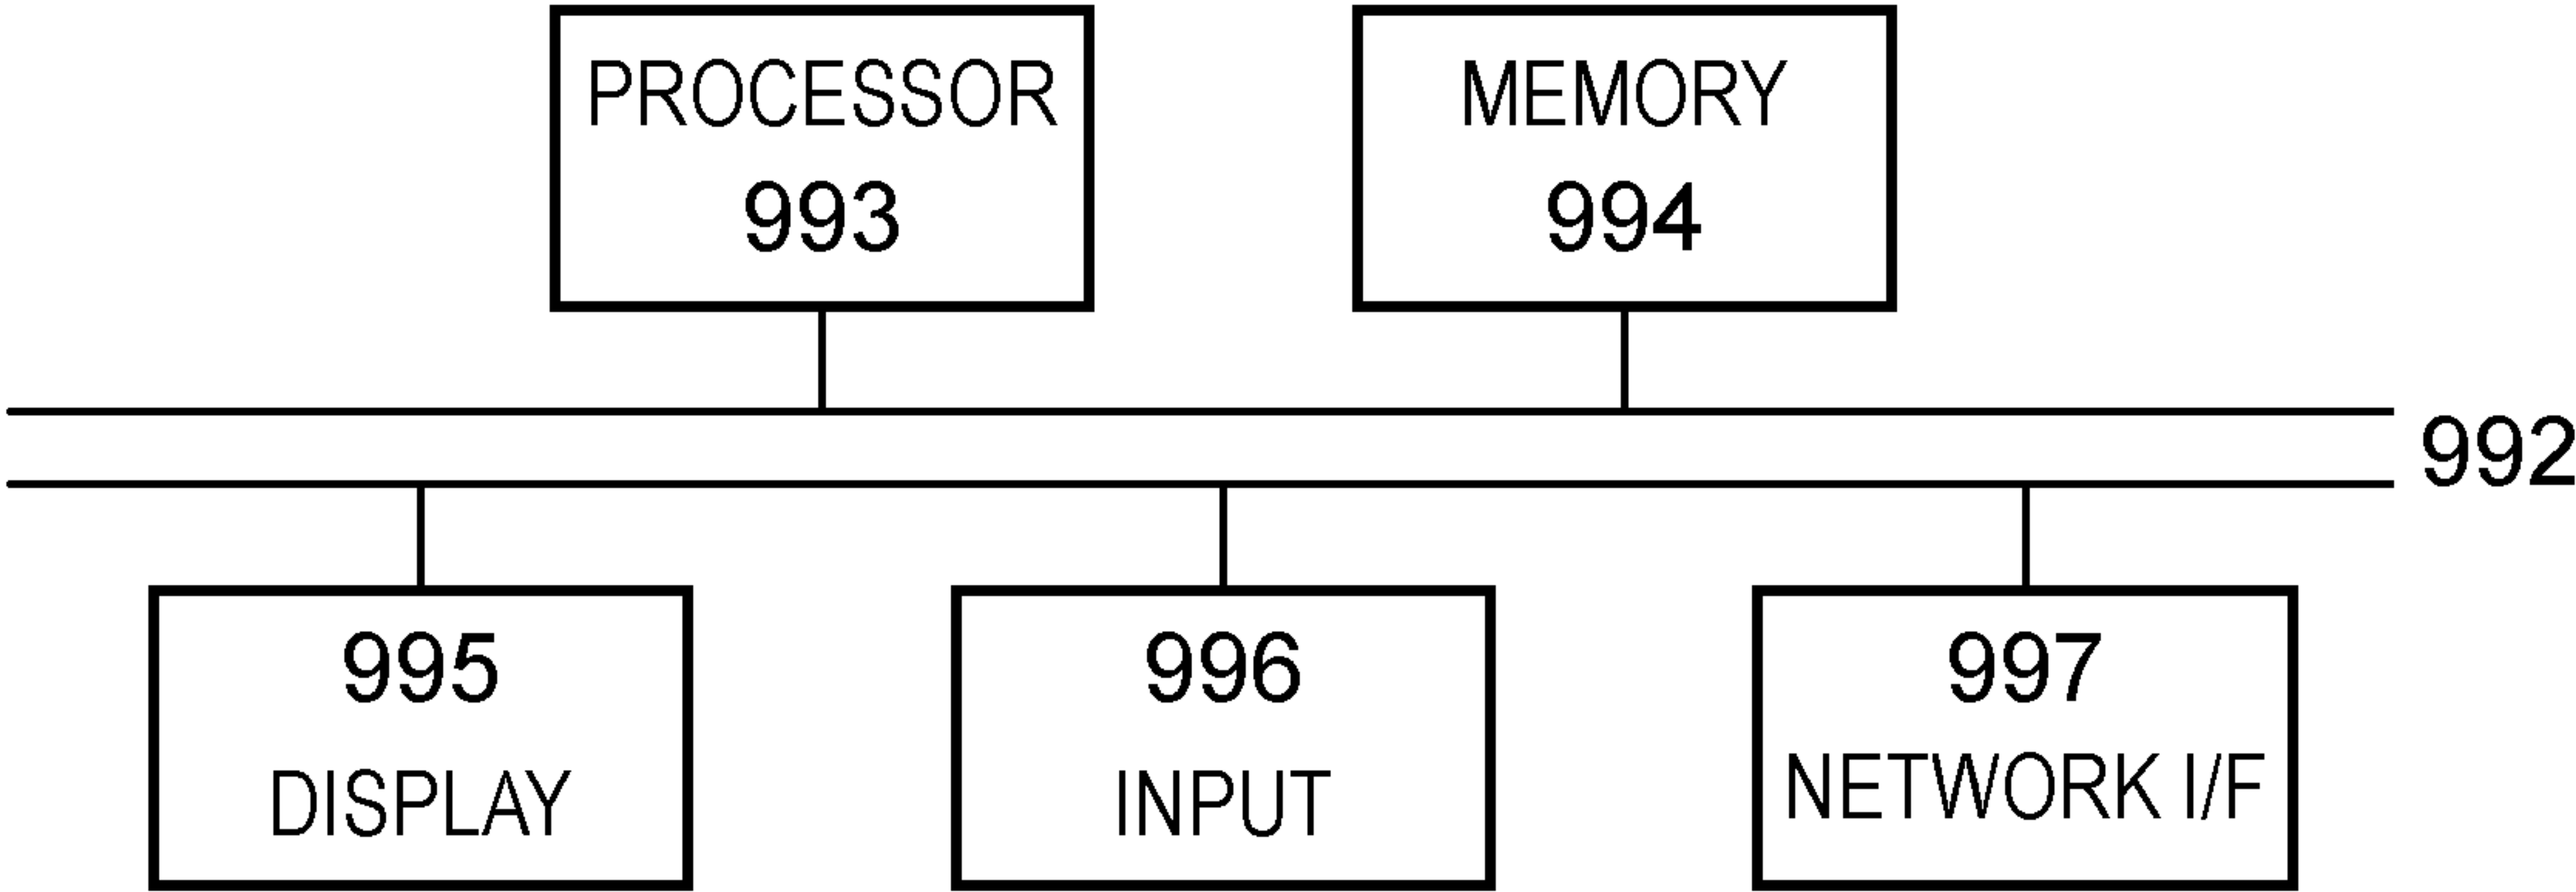 PROCESSOR
993
MEMORY
994
992
995
DISPLAY
996
INPUT
997
NETWORK I/F